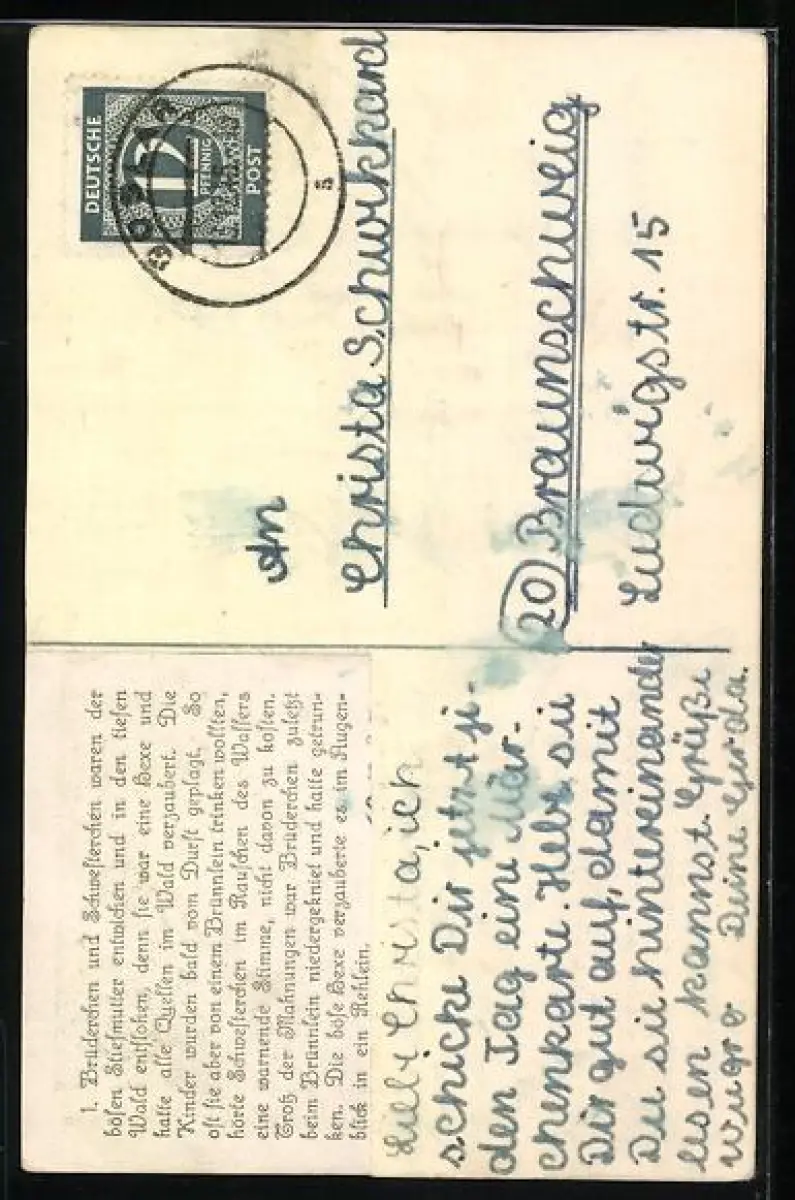 1. Brüderchen und Schwesterchen waren der
bösen Stiefmutter entwichen und in den tiefen
Wald entflohen, denn sie war eine Hexe und
hatte alle Quellen im Wald verzaubert. Die
Kinder wurden bald vom Durst geplagt. So
oft sie aber von einem Brünnlein trinken wollten,
hörte Schwesterchen im Rauschen des Wassers
eine warnende Stimme, nicht davon zu kosten.
Trotz der Mahnungen war Brüderchen zuletzt
beim Brünnlein niedergekniet und hatte getrun-
ken. Die böse Hexe verzauberte es im Augen-
blick in ein Rehlein.
Liebe Christa, ich
schicke Dir jetzt je-
den Tag eine Mär-
chenkarte. Hebe sie
Dir gut auf, damit
Du sie hintereinander
lesen kannst. Grüße
Deine Gerda.
DEUTSCHE
12
PFENNIG
POST
GOSLAR
s
An
Christa Schwikkard
20 Braunschweig
Ludwigstr. 15